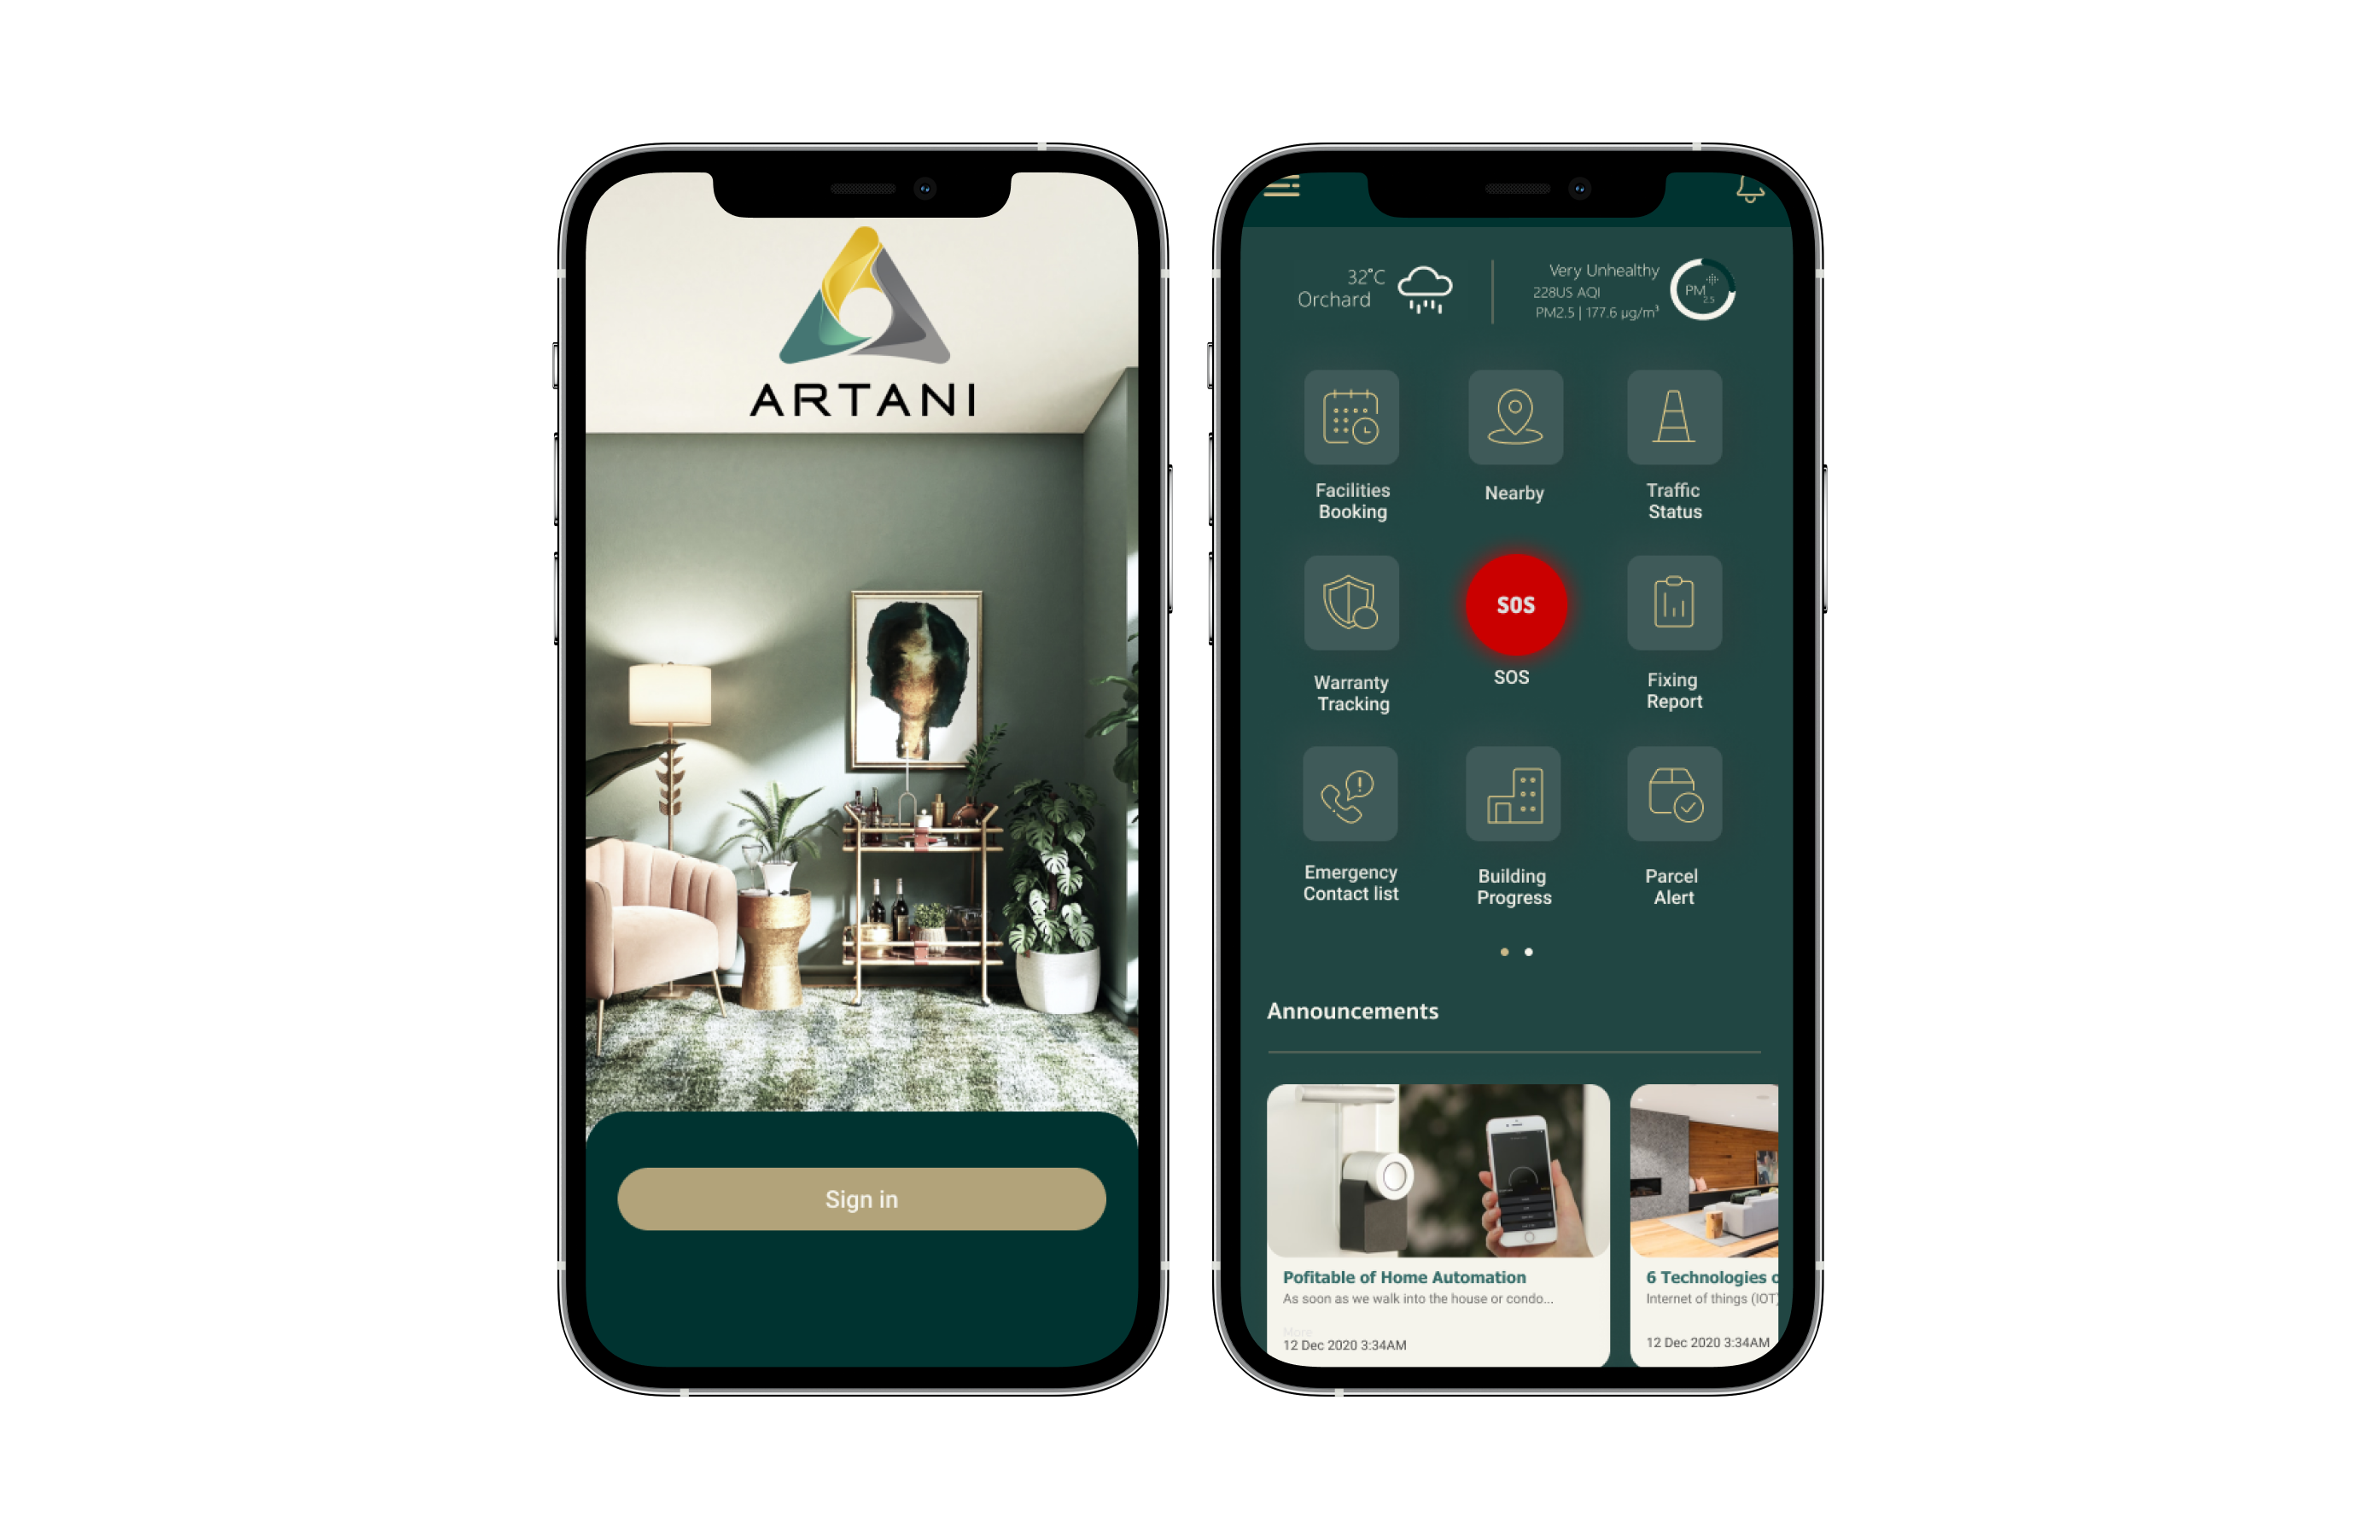 ARTANI
Sign in
32°C
Orchard
Very Unhealthy
228US AQI
PM2.5 | 177.6 µg/m³
PM
2.5
Facilities
Booking
Nearby
Traffic
Status
Warranty
Tracking
SOS
SOS
Fixing
Report
Emergency
Contact list
Building
Progress
Parcel
Alert
Announcements
Pofitable of Home Automation
As soon as we walk into the house or condo...
More
12 Dec 2020 3:34AM
6 Technologies
Internet of things (IOT)
12 Dec 2020 3:34AM